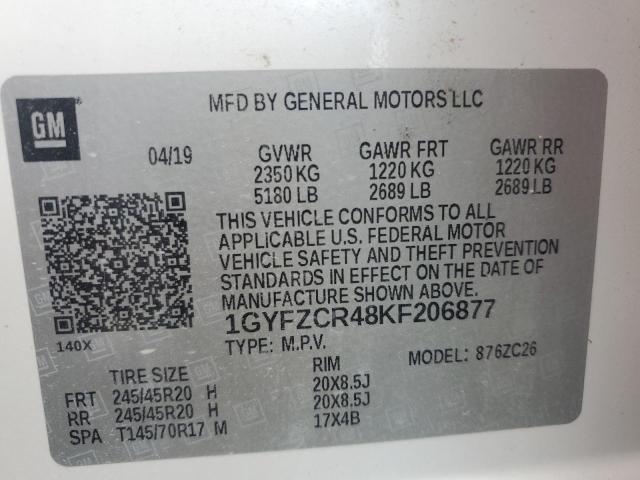 GM
MFD BY GENERAL MOTORS LLC
04/19 GVWR GAWR FRT GAWR RR
2350 KG 1220 KG 1220 KG
5180 LB 2689 LB 2689 LB
THIS VEHICLE CONFORMS TO ALL
APPLICABLE U.S. FEDERAL MOTOR
VEHICLE SAFETY AND THEFT PREVENTION
STANDARDS IN EFFECT ON THE DATE OF
MANUFACTURE SHOWN ABOVE.
1GYFZCR48KF206877
140X
TYPE: M.P.V. MODEL: 876ZC26
TIRE SIZE RIM
FRT 245/45R20 H 20X8.5J
RR 245/45R20 H 20X8.5J
SPA T145/70R17 M 17X4B